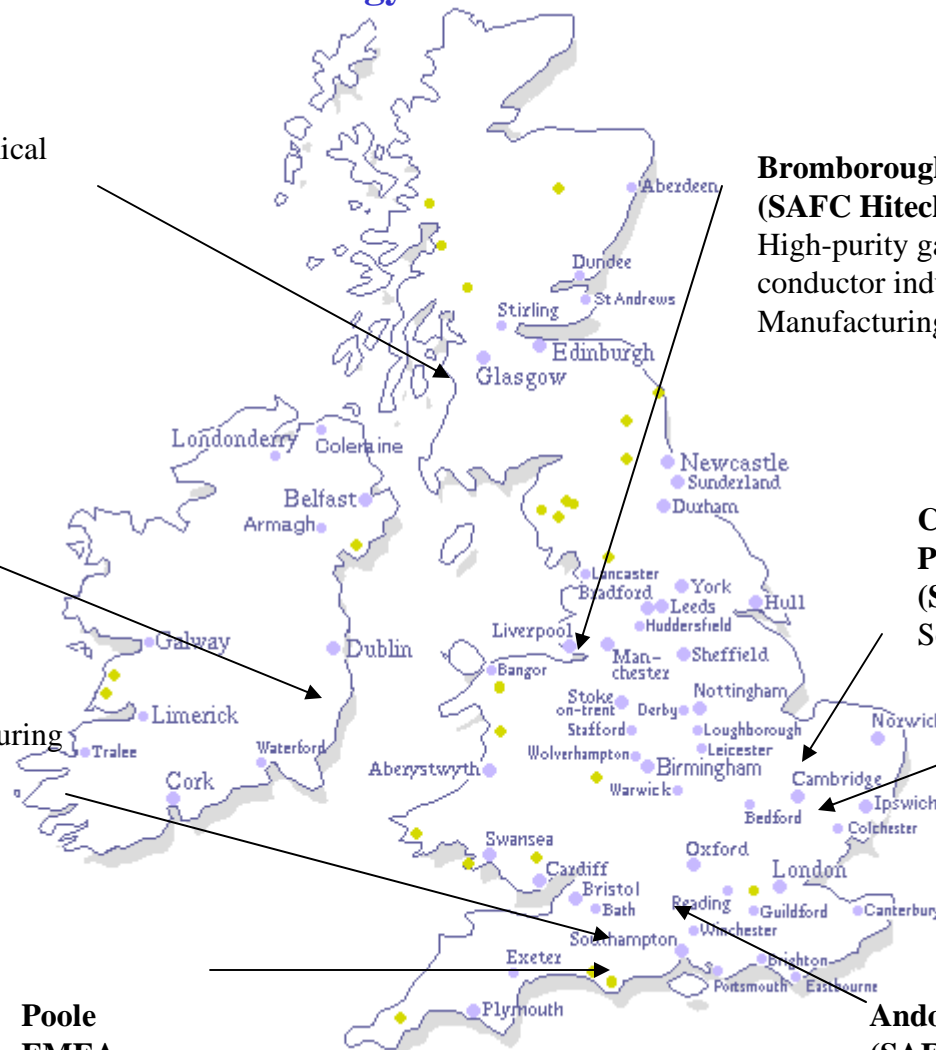 gy
ical
Bromborough
(SAFC Hitech
High-purity ga
conductor indu
Manufacturing
Aberdeen
Dundee
St Andrews
Stirling
Edinburgh
Glasgow
Londonderry
Coleraine
Newcastle
Sunderland
Belfast
Durham
Armagh
C
P
(S
S
Lancaster
Bradford
York
Leeds
Hull
Huddersfield
Liverpool
Galway
Dublin
Man-
chester
Sheffield
Bangor
Stoke
on-trent
Nottingham
Derby
Limerick
Norwich
uring
Stafford
Loughborough
Tralee
Waterford
Wolverhampton
Leicester
Aberystwyth
Birmingham
Cork
Warwick
Cambridge
Bedford
Ipswich
Colchester
Swansea
Oxford
Cardiff
London
Bristol
Bath
Reading
Guildford
Canterbury
Winchester
Southampton
Exeter
Brighton
Portsmouth
Eastbourne
Plymouth
Poole
EMEA
Ando
(SAF